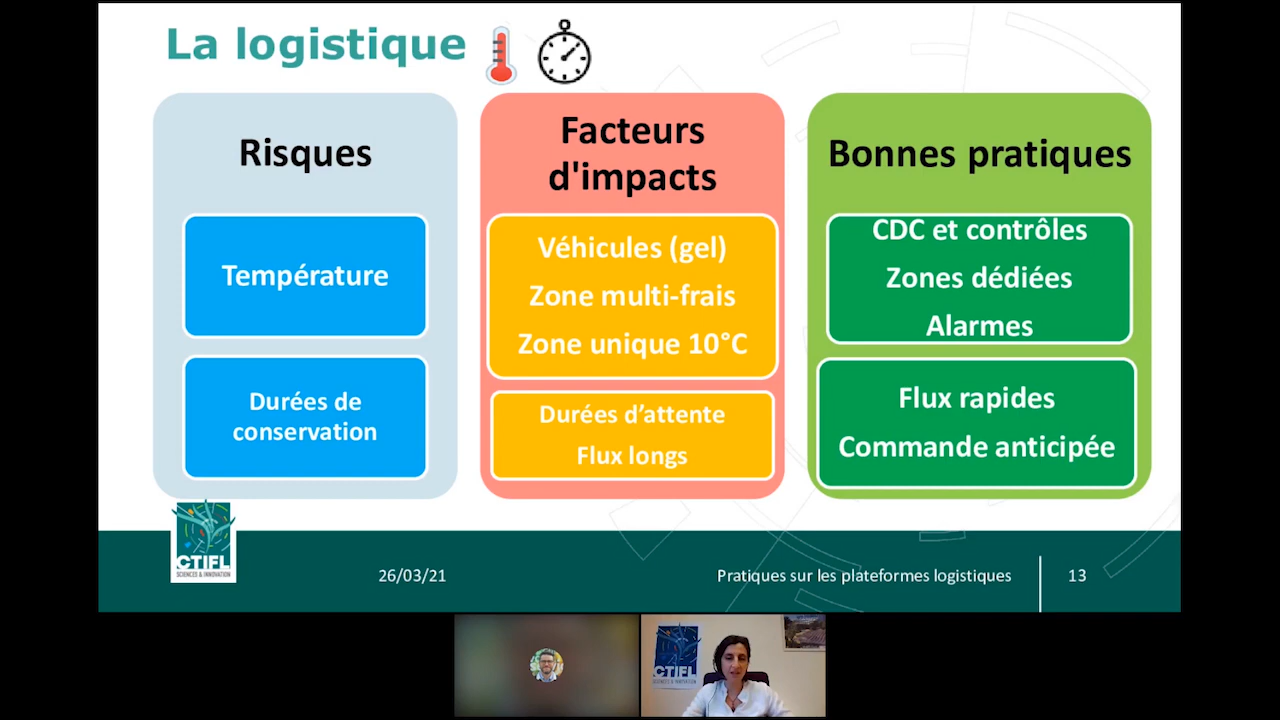 La logistique
Risques
Température
Durées de
conservation
Facteurs
d'impacts
Véhicules (gel)
Zone multi-frais
Zone unique 10°C
Durées d’attente
Flux longs
Bonnes pratiques
CDC et contrôles
Zones dédiées
Alarmes
Flux rapides
Commande anticipée
CTIFL
SCIENCES & INNOVATION
26/03/21
Pratiques sur les plateformes logistiques
13
CTIFL
SCIENCES & INNOVATION